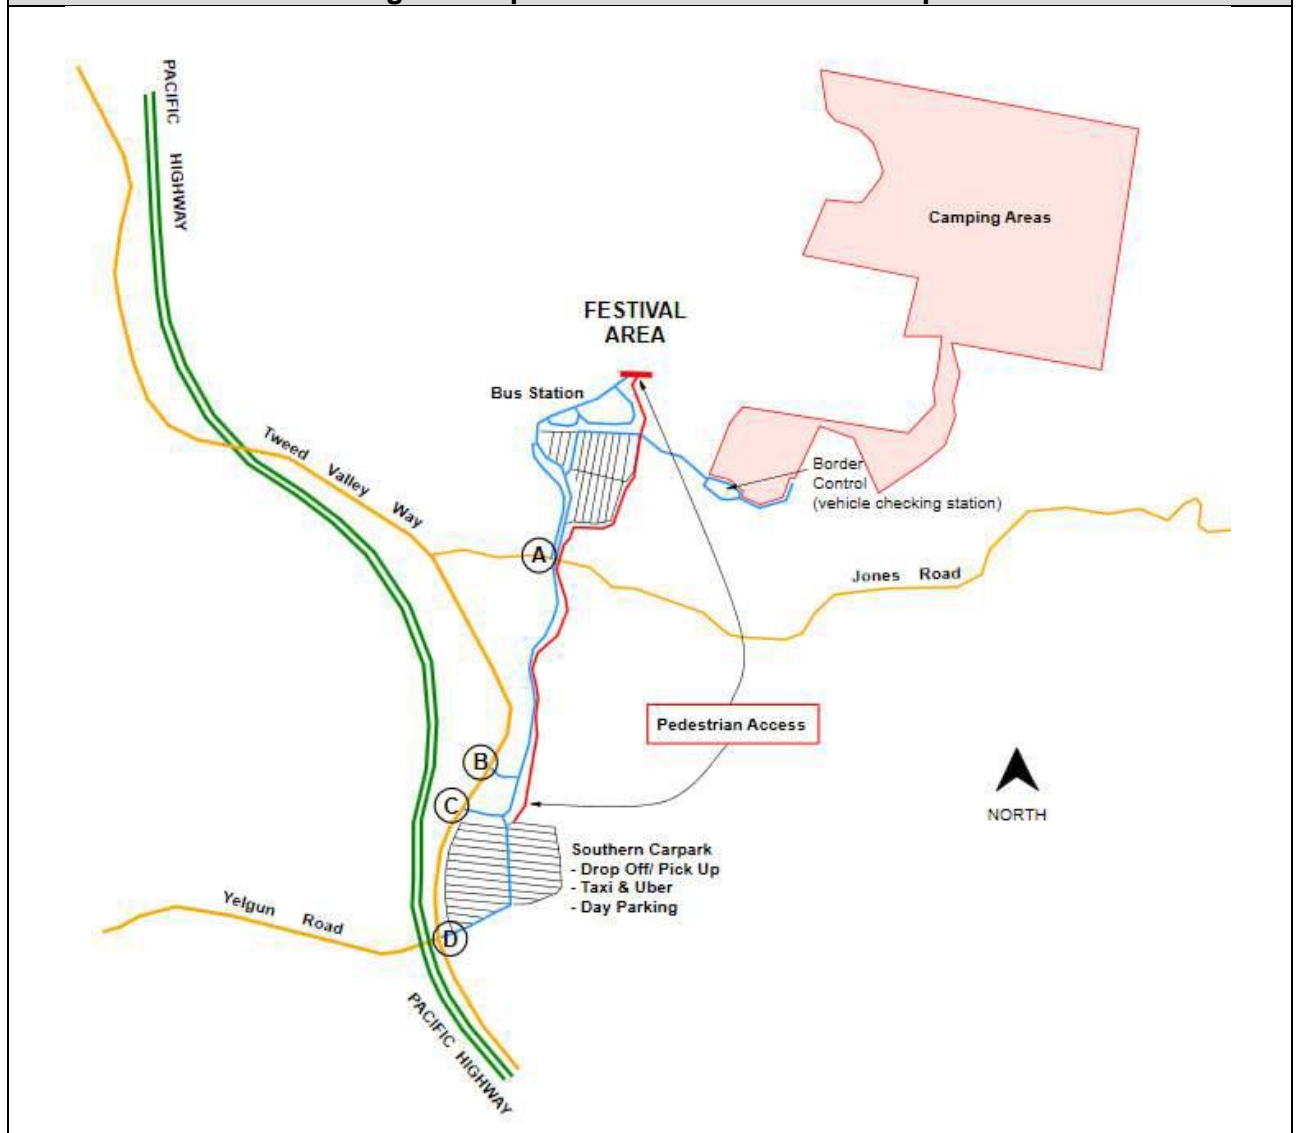 PACIFIC HIGHWAY
Camping Areas
FESTIVAL
AREA
Bus Station
Tweed Valley Way
Border
Control
(vehicle checking station)
A
Jones Road
Pedestrian Access
B
C
NORTH
Southern Carpark
- Drop Off/ Pick Up
- Taxi & Uber
- Day Parking
Yelgun Road
D
PACIFIC HIGHWAY